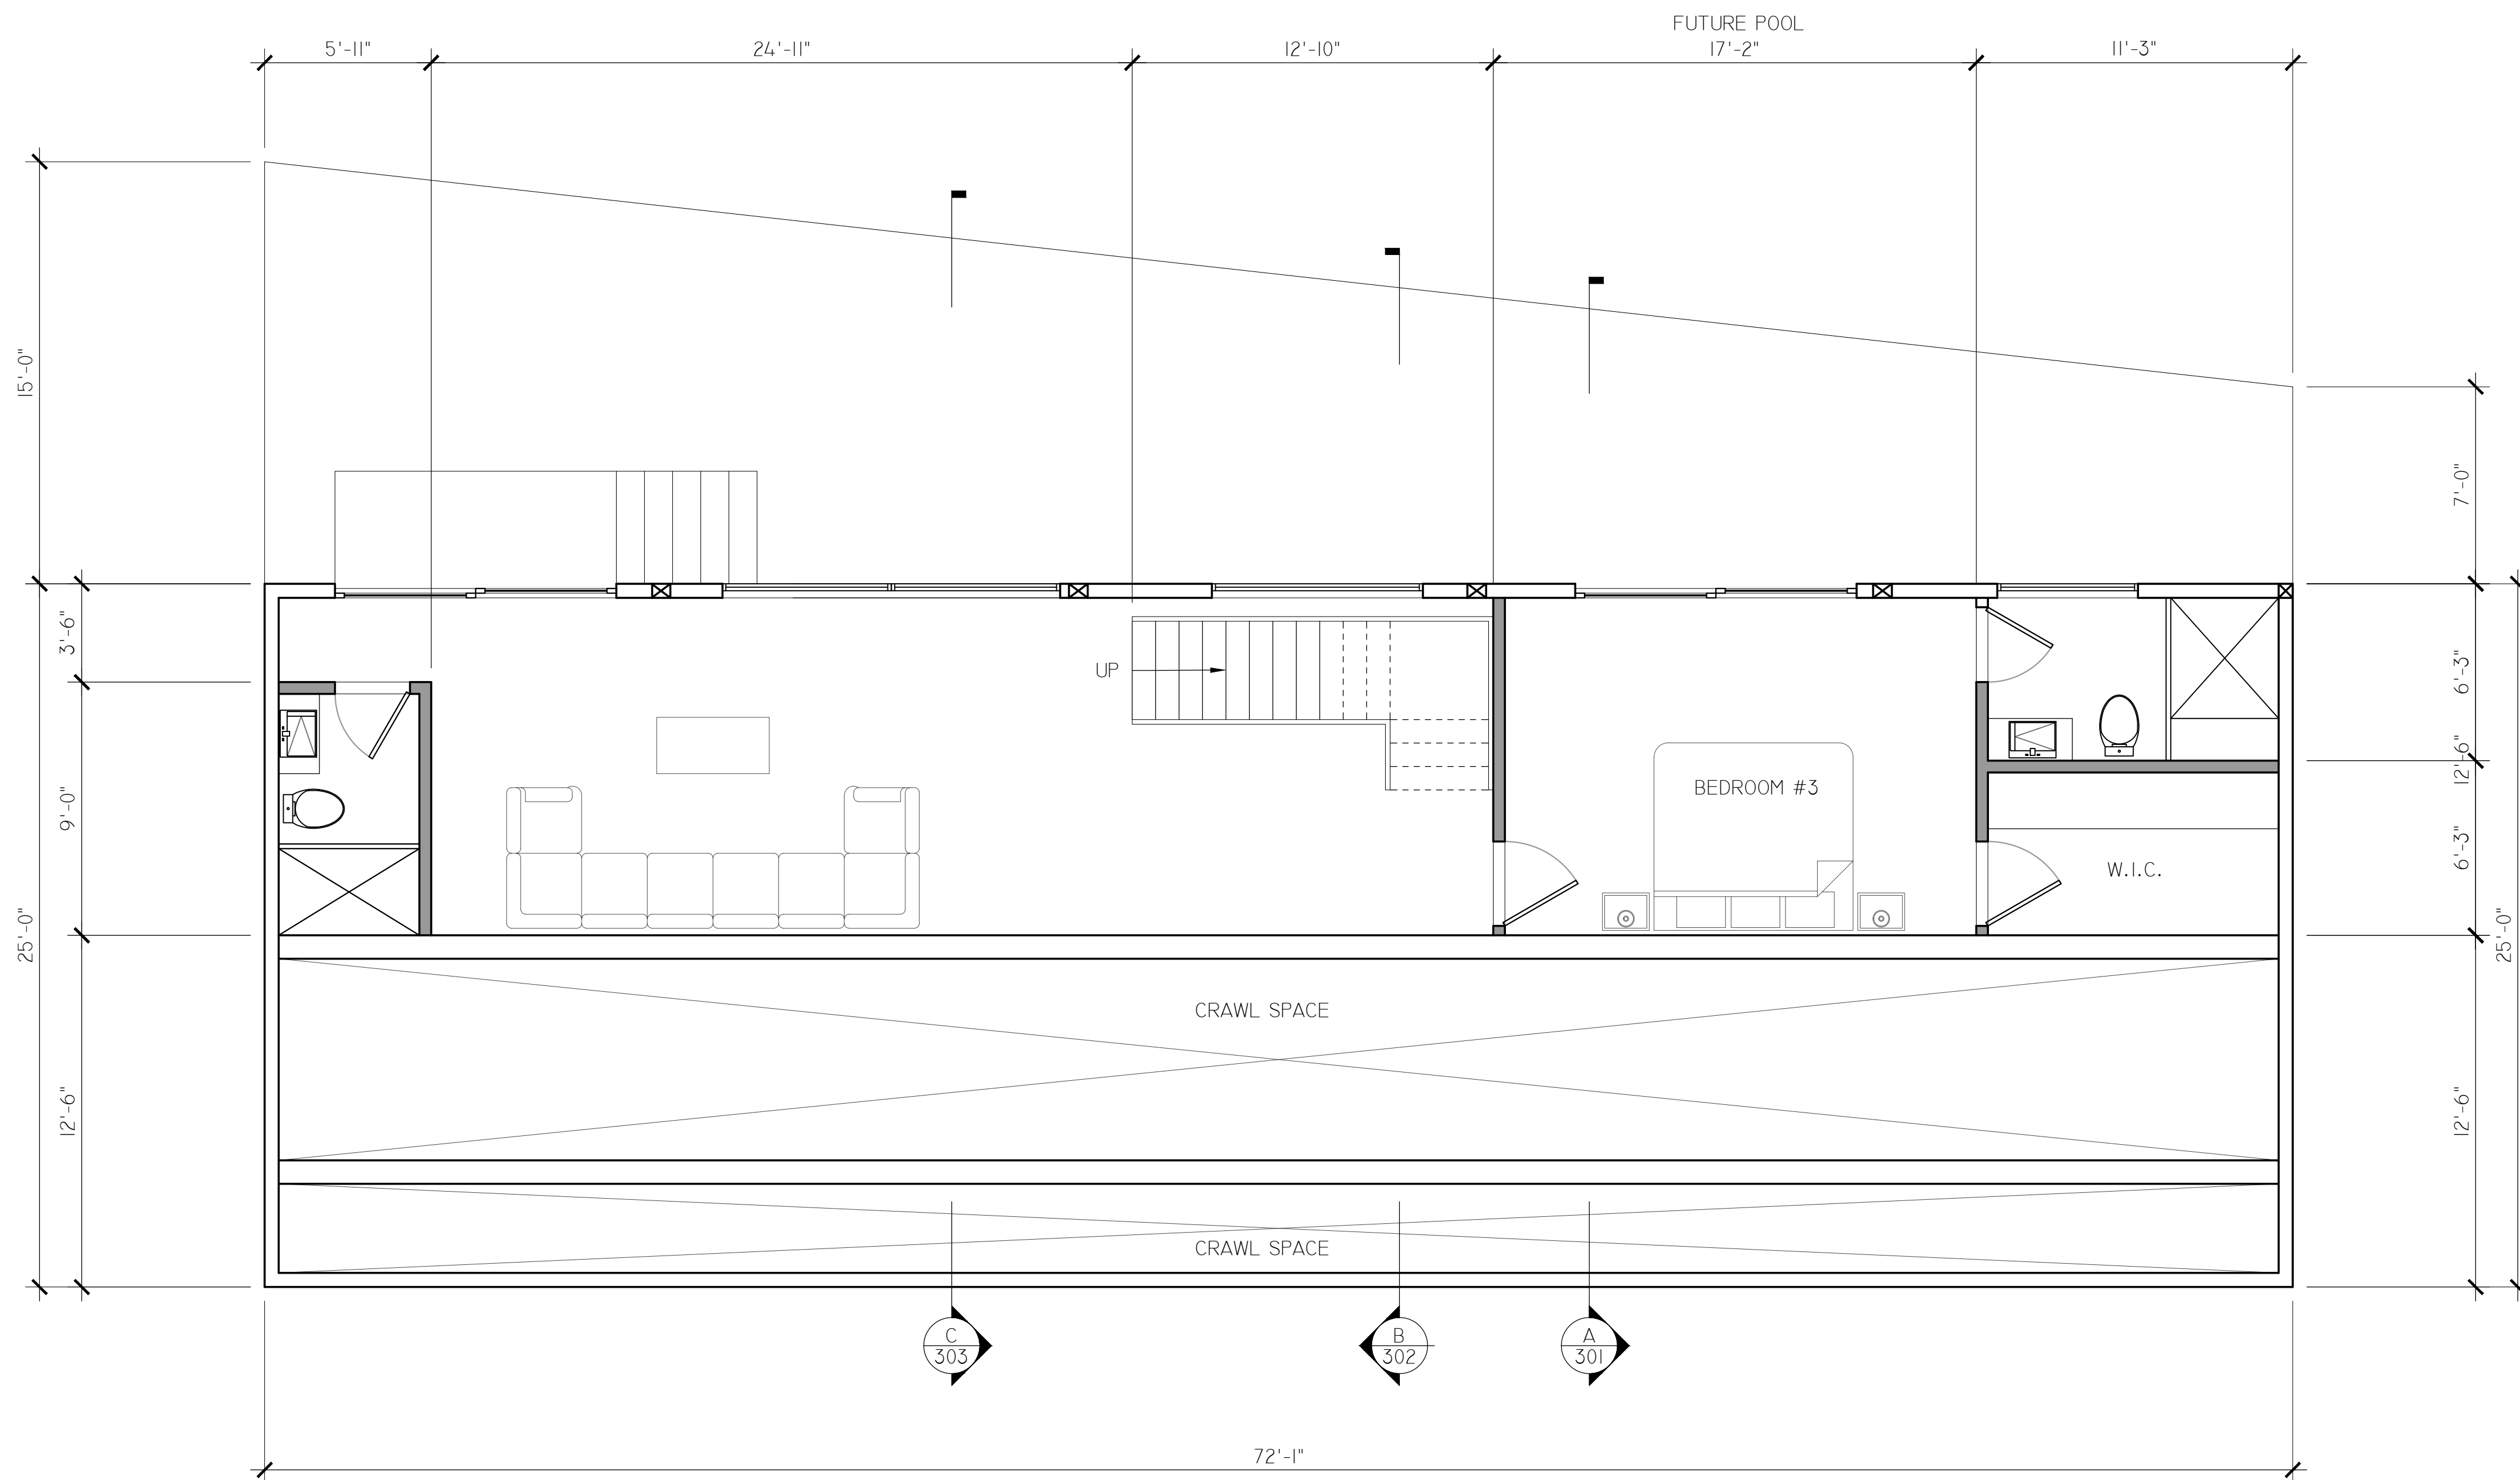 FUTURE POOL
5'-11"
24'-11"
12'-10"
17'-2"
11'-3"
15'-0"
7'-0"
3'-6"
UP
6'-3"
12'-6"
BEDROOM #3
9'-0"
6'-3"
W.I.C.
25'-0"
25'-0"
CRAWL SPACE
12'-6"
12'-6"
CRAWL SPACE
C
303
B
302
A
301
72'-1"